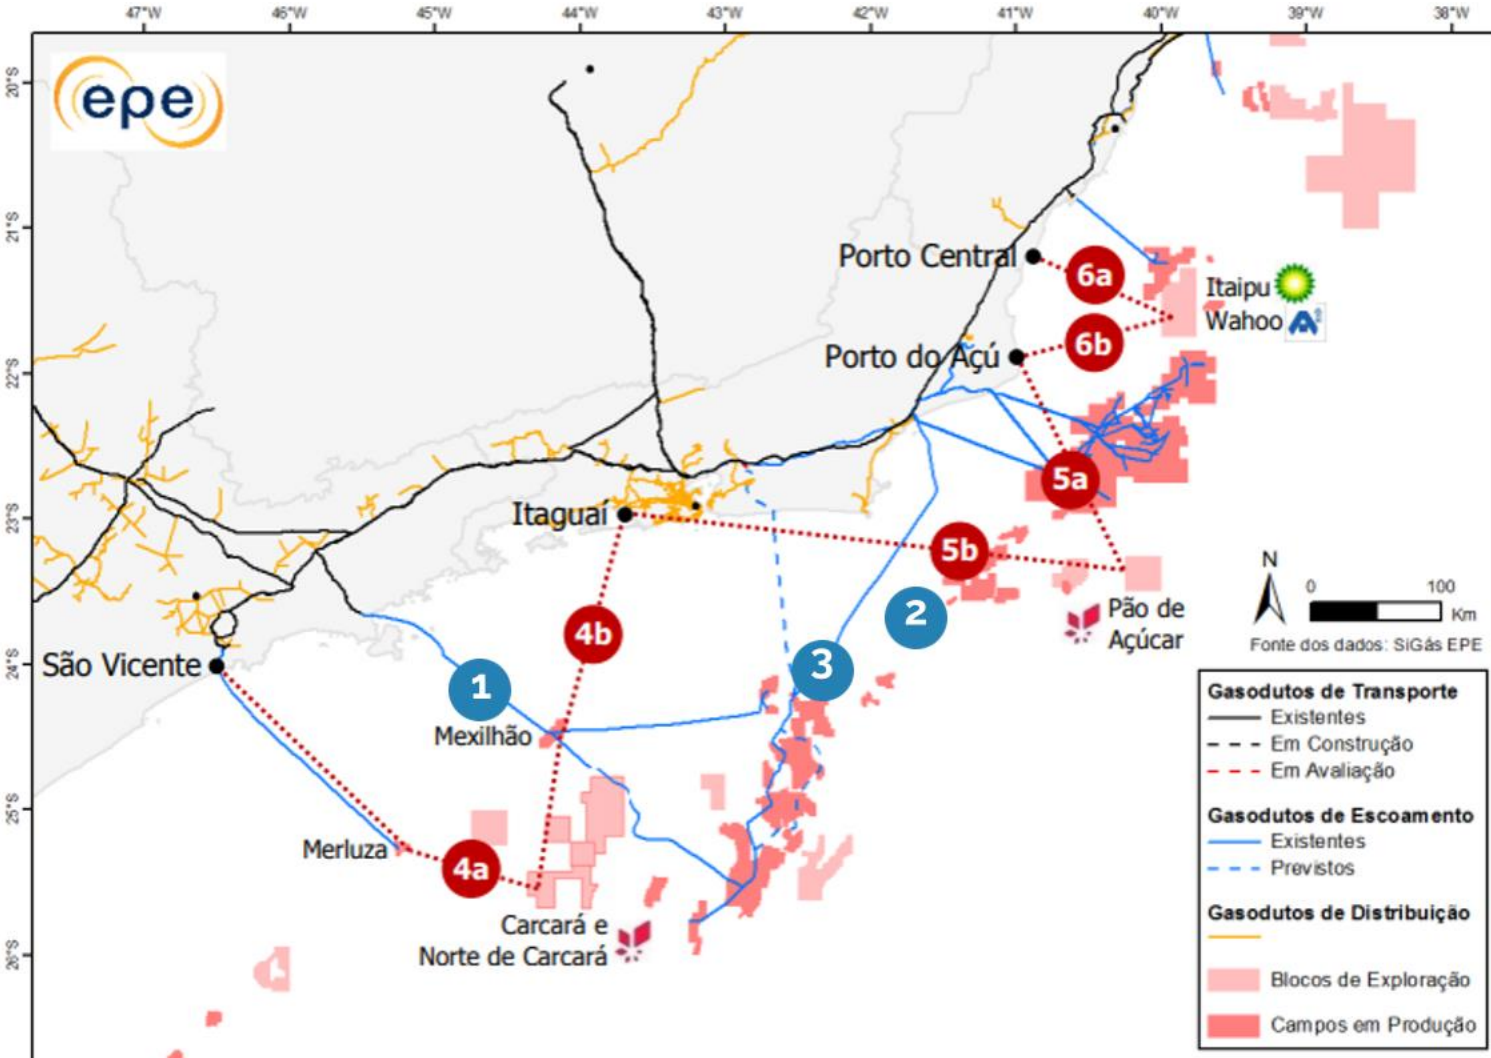 47°W 46°W 45°W 44°W 43°W 42°W 41°W 40°W 39°W 38°W
20°S
21°S
22°S
23°S
24°S
25°S
26°S
epe
Porto Central
6a
Itaipu
Wahoo
6b
Porto do Açú
5a
Itaguaí
5b
Pão de
Açúcar
N
0 100
Km
Fonte dos dados: SiGás EPE
4b
2
3
1
São Vicente
Mexilhão
Merluza
4a
Carcará e
Norte de Carcará
Gasodutos de Transporte
Existentes
Em Construção
Em Avaliação
Gasodutos de Escoamento
Existentes
Previstos
Gasodutos de Distribuição
Blocos de Exploração
Campos em Produção